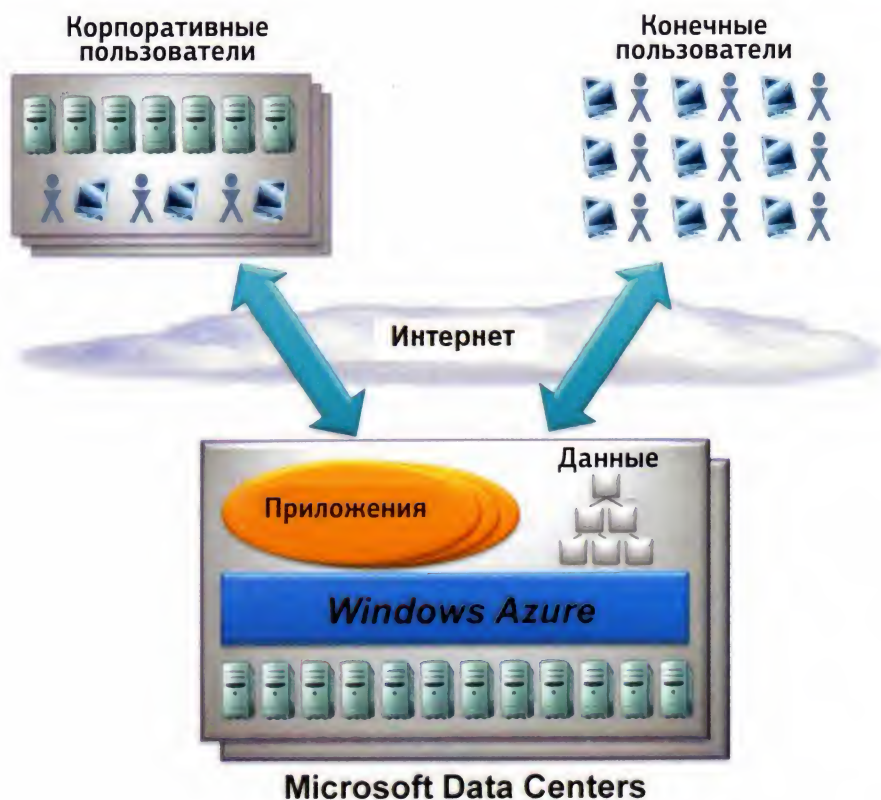 Корпоративные
пользователи
Конечные
пользователи
Интернет
Данные
Приложения
Windows Azure
Microsoft Data Centers